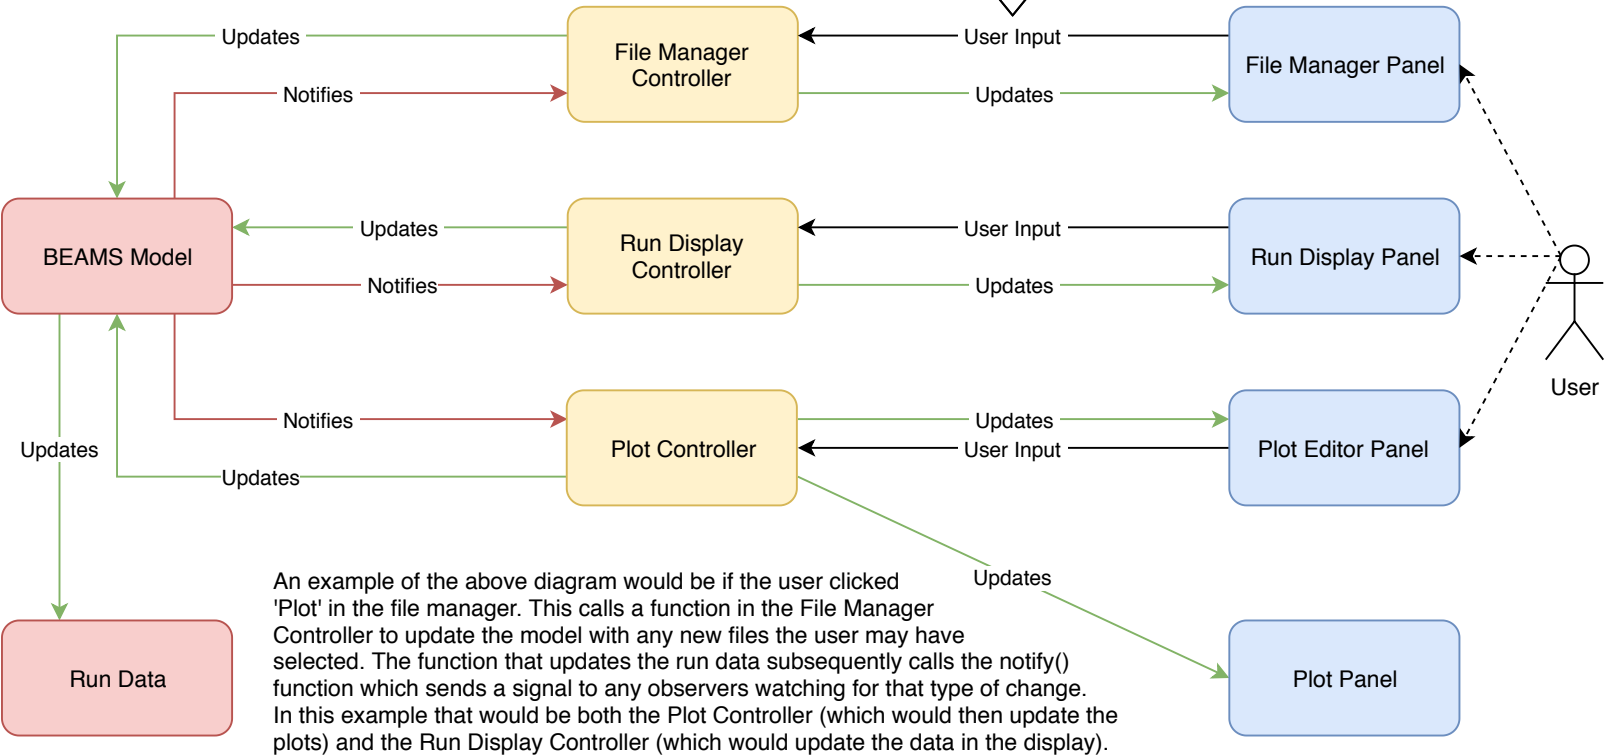 Updates
File Manager
Controller
User Input
File Manager Panel
Notifies
Updates
BEAMS Model
Updates
Run Display
Controller
User Input
Run Display Panel
Notifies
Updates
User
Notifies
Plot Controller
Updates
User Input
Plot Editor Panel
Updates
Updates
Updates
Run Data
Plot Panel
An example of the above diagram would be if the user clicked
'Plot' in the file manager. This calls a function in the File Manager
Controller to update the model with any new files the user may have
selected. The function that updates the run data subsequently calls the notify()
function which sends a signal to any observers watching for that type of change.
In this example that would be both the Plot Controller (which would then update the
plots) and the Run Display Controller (which would update the data in the display).